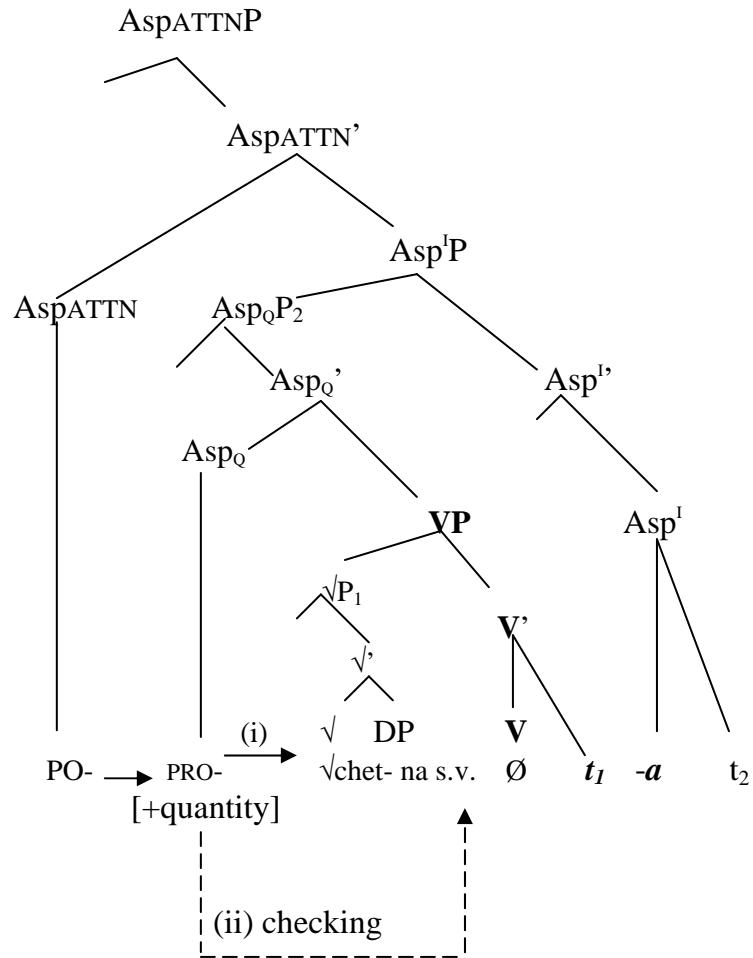 AspATTNP
AspATTN’
AspᴵP
AspATTN AspQP2
AspQ’ Aspᴵ’
AspQ
VP Aspᴵ
√P1
V’
√’
(i) √ DP V
PO- PRO- √chet- na s.v. Ø t1 -a t2
[+quantity]
(ii) checking